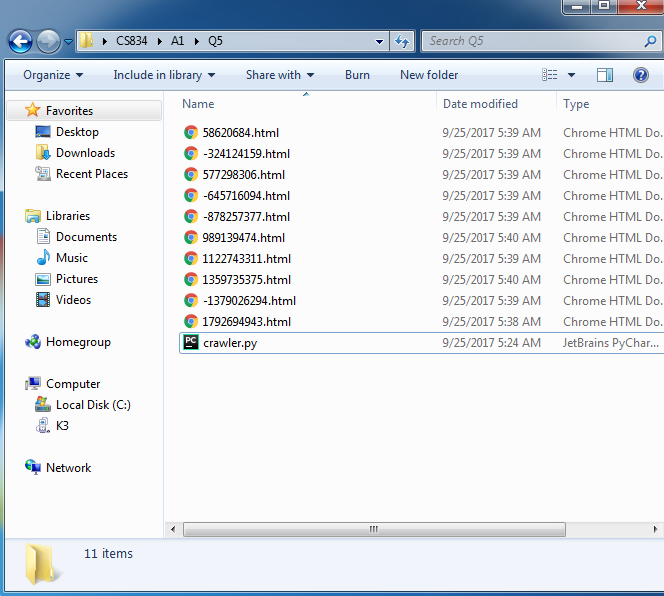 CS834 A1 Q5 Search Q5
Organize Include in library Share with Burn New folder
Favorites
Desktop
Downloads
Recent Places
Libraries
Documents
Music
Pictures
Videos
Homegroup
Computer
Local Disk (C:)
K3
Network
Name Date modified Type
58620684.html 9/25/2017 5:39 AM Chrome HTML Do...
-324124159.html 9/25/2017 5:39 AM Chrome HTML Do...
577298306.html 9/25/2017 5:39 AM Chrome HTML Do...
-645716094.html 9/25/2017 5:39 AM Chrome HTML Do...
-878257377.html 9/25/2017 5:39 AM Chrome HTML Do...
989139474.html 9/25/2017 5:40 AM Chrome HTML Do...
1122743311.html 9/25/2017 5:39 AM Chrome HTML Do...
1359735375.html 9/25/2017 5:40 AM Chrome HTML Do...
-1379026294.html 9/25/2017 5:39 AM Chrome HTML Do...
1792694943.html 9/25/2017 5:38 AM Chrome HTML Do...
PC crawler.py 9/25/2017 5:24 AM JetBrains PyChar...
11 items